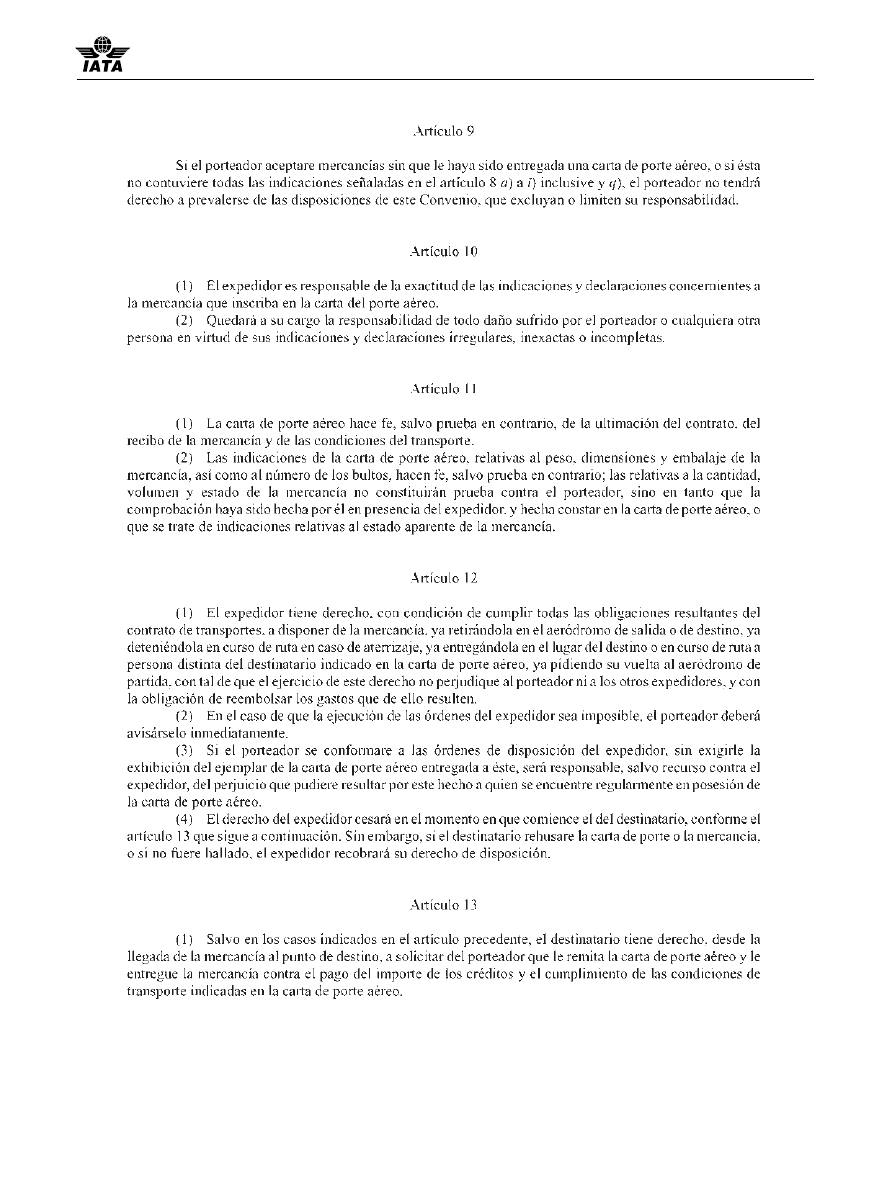 IATA
Artículo 9
Si el porteador aceptare mercancías sin que le haya sido entregada una carta de porte aéreo, o si ésta
no contuviere todas las indicaciones señaladas en el artículo 8 a) a i) inclusive y q), el porteador no tendrá
derecho a prevalerse de las disposiciones de este Convenio, que excluyan o limiten su responsabilidad.
Artículo 10
(1) El expedidor es responsable de la exactitud de las indicaciones y declaraciones concernientes a
la mercancía que inscriba en la carta del porte aéreo.
(2) Quedará a su cargo la responsabilidad de todo daño sufrido por el porteador o cualquiera otra
persona en virtud de sus indicaciones y declaraciones irregulares, inexactas o incompletas.
Artículo 11
(1) La carta de porte aéreo hace fe, salvo prueba en contrario, de la ultimación del contrato, del
recibo de la mercancía y de las condiciones del transporte.
(2) Las indicaciones de la carta de porte aéreo, relativas al peso, dimensiones y embalaje de la
mercancía, así como al número de los bultos, hacen fe, salvo prueba en contrario; las relativas a la cantidad,
volumen y estado de la mercancía no constituirán prueba contra el porteador, sino en tanto que la
comprobación haya sido hecha por él en presencia del expedidor, y hecha constar en la carta de porte aéreo, o
que se trate de indicaciones relativas al estado aparente de la mercancía.
Artículo 12
(1) El expedidor tiene derecho, con condición de cumplir todas las obligaciones resultantes del
contrato de transportes, a disponer de la mercancía, ya retirándola en el aeródromo de salida o de destino, ya
deteniéndola en curso de ruta en caso de aterrizaje, ya entregándola en el lugar del destino o en curso de ruta a
persona distinta del destinatario indicado en la carta de porte aéreo, ya pidiendo su vuelta al aeródromo de
partida, con tal de que el ejercicio de este derecho no perjudique al porteador ni a los otros expedidores, y con
la obligación de reembolsar los gastos que de ello resulten.
(2) En el caso de que la ejecución de las órdenes del expedidor sea imposible, el porteador deberá
avisárselo inmediatamente.
(3) Si el porteador se conformare a las órdenes de disposición del expedidor, sin exigirle la
exhibición del ejemplar de la carta de porte aéreo entregada a éste, será responsable, salvo recurso contra el
expedidor, del perjuicio que pudiere resultar por este hecho a quien se encuentre regularmente en posesión de
la carta de porte aéreo.
(4) El derecho del expedidor cesará en el momento en que comience el del destinatario, conforme el
artículo 13 que sigue a continuación. Sin embargo, si el destinatario rehusare la carta de porte o la mercancía,
o si no fuere hallado, el expedidor recobrará su derecho de disposición.
Artículo 13
(1) Salvo en los casos indicados en el artículo precedente, el destinatario tiene derecho, desde la
llegada de la mercancía al punto de destino, a solicitar del porteador que le remita la carta de porte aéreo y le
entregue la mercancía contra el pago del importe de los créditos y el cumplimiento de las condiciones de
transporte indicadas en la carta de porte aéreo.